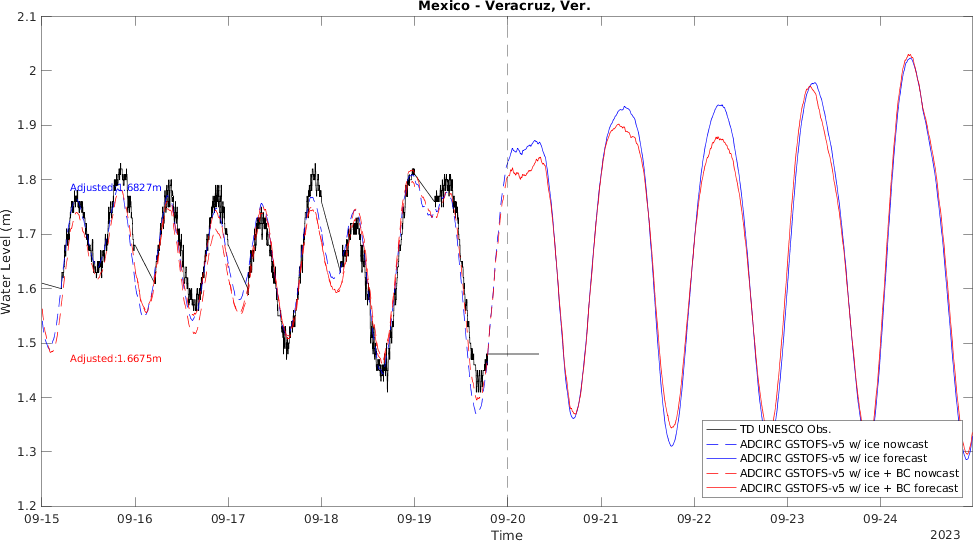 Mexico - Veracruz, Ver.
2.1
2
1.9
1.8
1.7
1.6
1.5
1.4
1.3
1.2
Water Level (m)
Adjusted:1.6827m
Adjusted:1.6675m
TD UNESCO Obs.
ADCIRC GSTOFS-v5 w/ ice nowcast
ADCIRC GSTOFS-v5 w/ ice forecast
ADCIRC GSTOFS-v5 w/ ice + BC nowcast
ADCIRC GSTOFS-v5 w/ ice + BC forecast
09-15 09-16 09-17 09-18 09-19 09-20 09-21 09-22 09-23 09-24
Time
2023